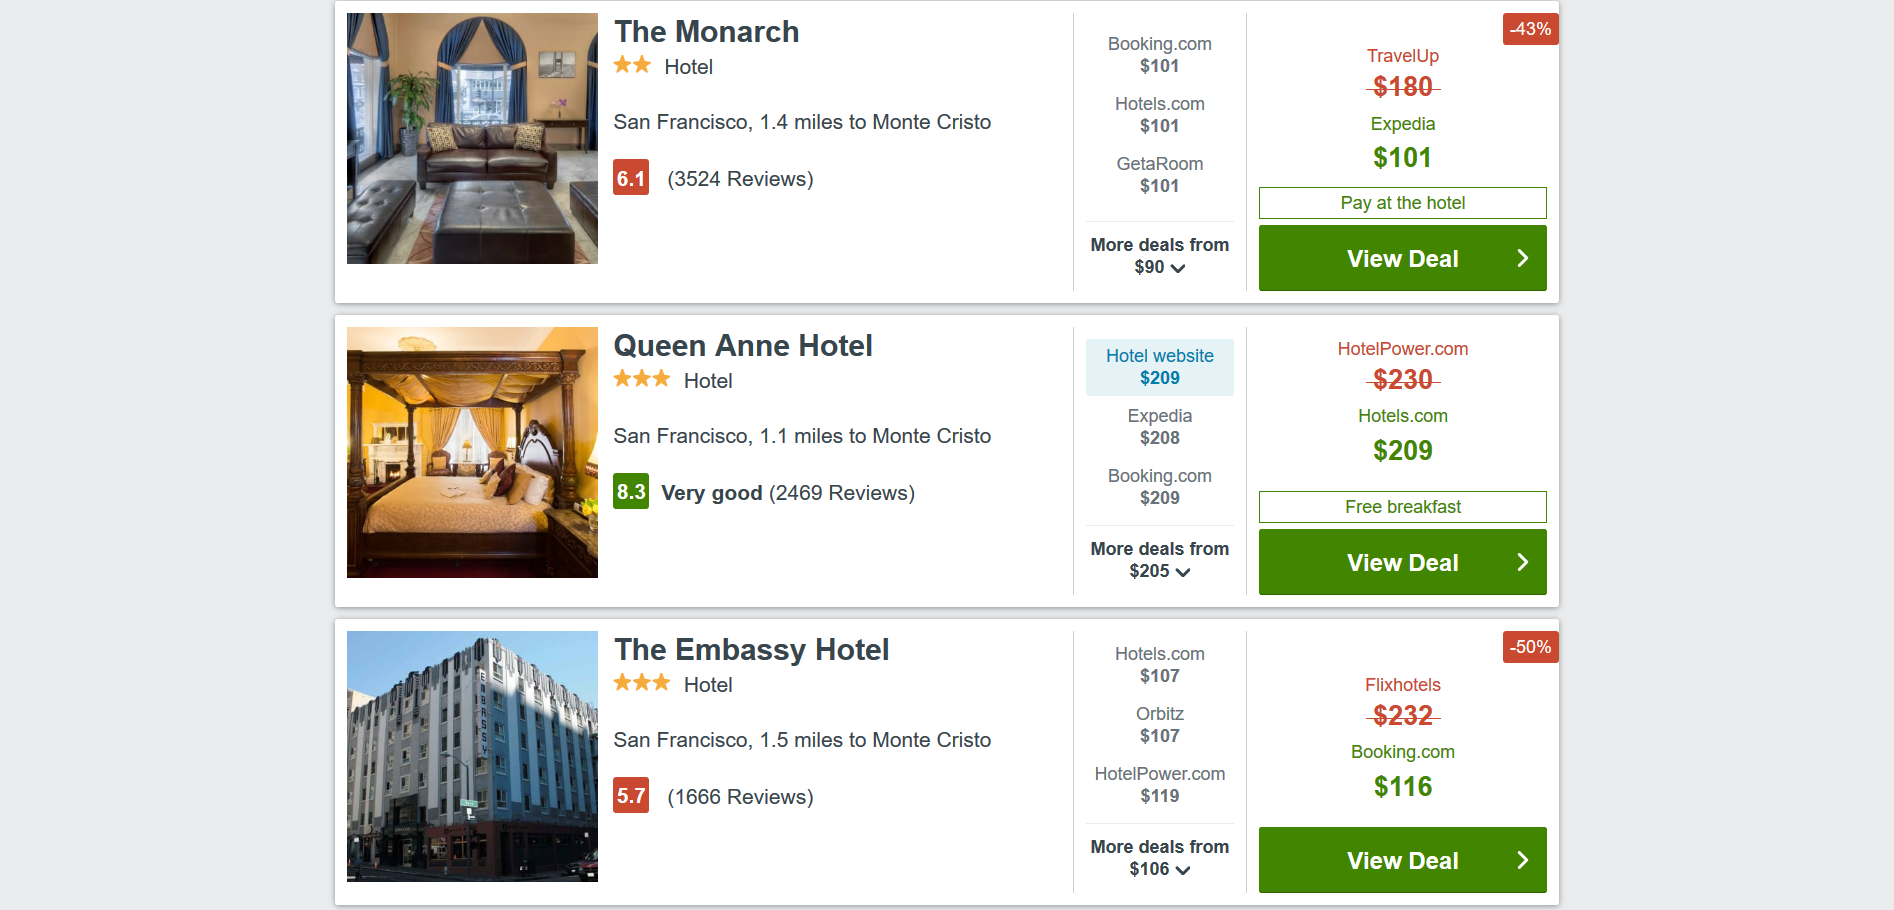 The Monarch
Hotel
San Francisco, 1.4 miles to Monte Cristo
6.1 (3524 Reviews)
Booking.com
$101
Hotels.com
$101
GetaRoom
$101
More deals from
$90
-43%
TravelUp
$180
Expedia
$101
Pay at the hotel
View Deal
Queen Anne Hotel
Hotel
San Francisco, 1.1 miles to Monte Cristo
8.3 Very good (2469 Reviews)
Hotel website
$209
Expedia
$208
Booking.com
$209
More deals from
$205
HotelPower.com
$230
Hotels.com
$209
Free breakfast
View Deal
EMBASSY
The Embassy Hotel
Hotel
San Francisco, 1.5 miles to Monte Cristo
5.7 (1666 Reviews)
Hotels.com
$107
Orbitz
$107
HotelPower.com
$119
More deals from
$106
-50%
Flixhotels
$232
Booking.com
$116
View Deal